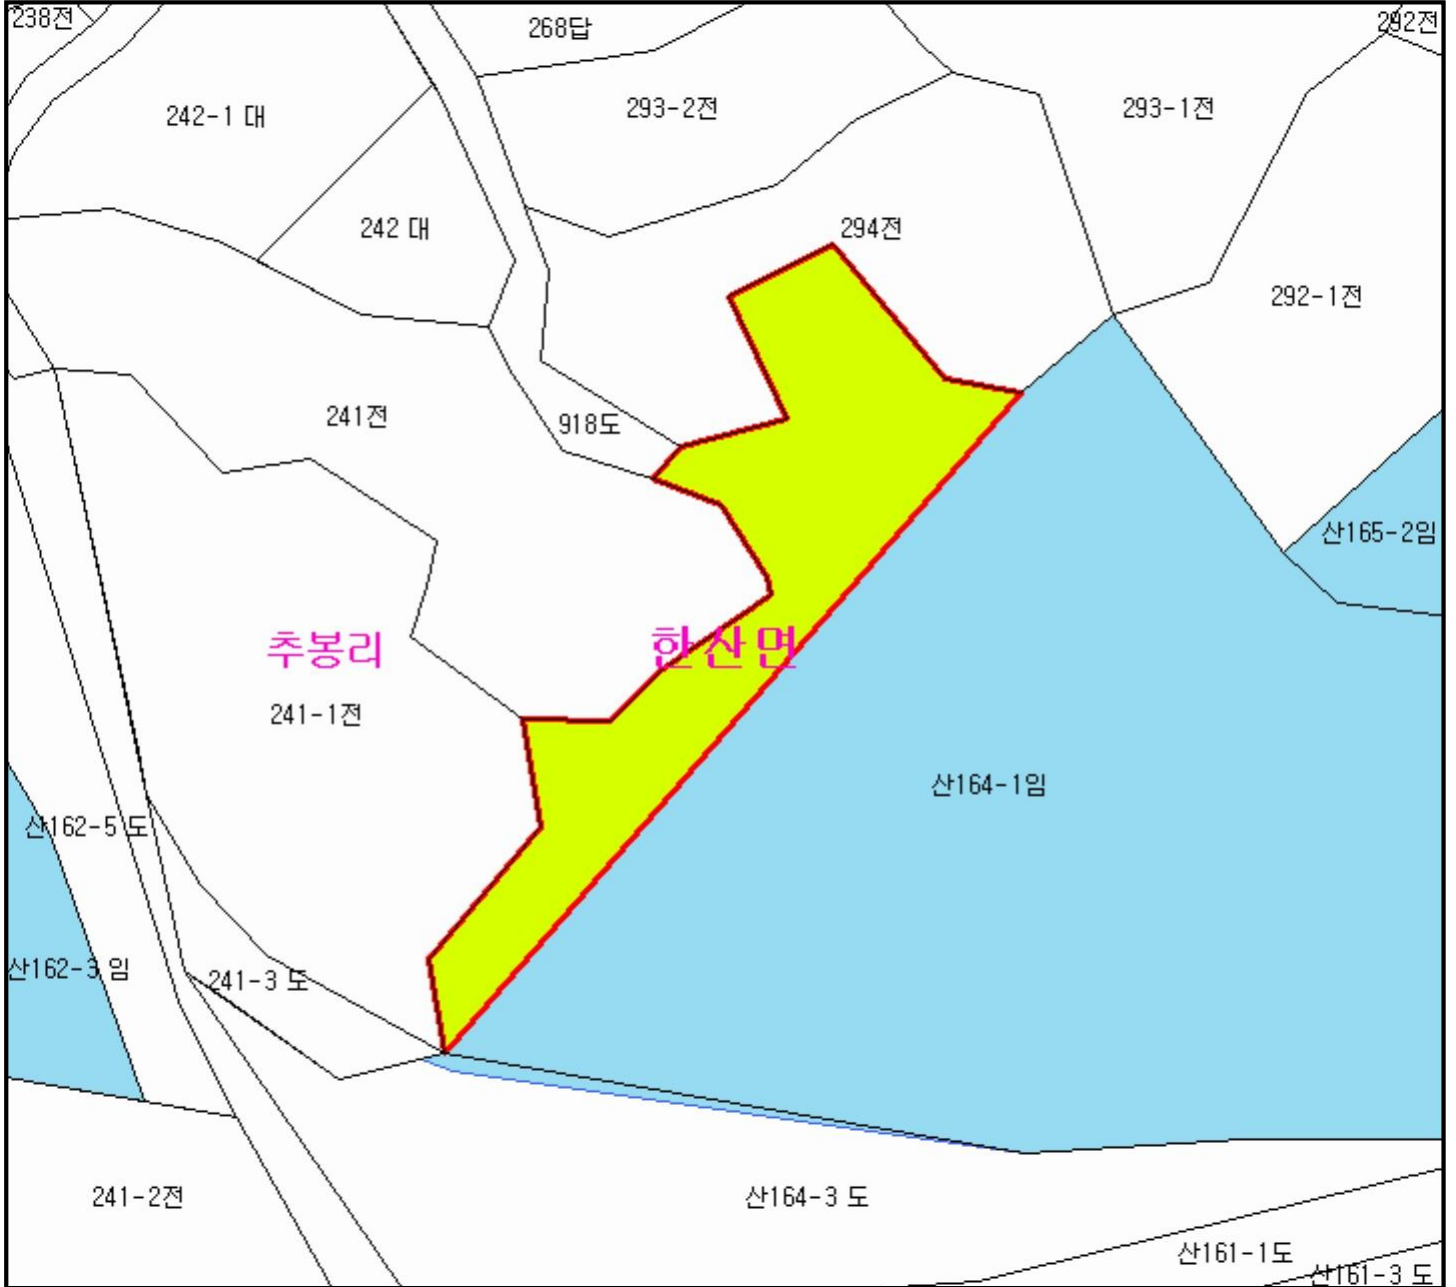 238전
268답
292전
242-1 대
293-2전
293-1전
242 대
294전
292-1전
241전
918도
산165-2임
추봉리
한산면
241-1전
산164-1임
산162-5 도
산162-3 임
241-3 도
241-2전
산164-3 도
산161-1도
산161-3 도